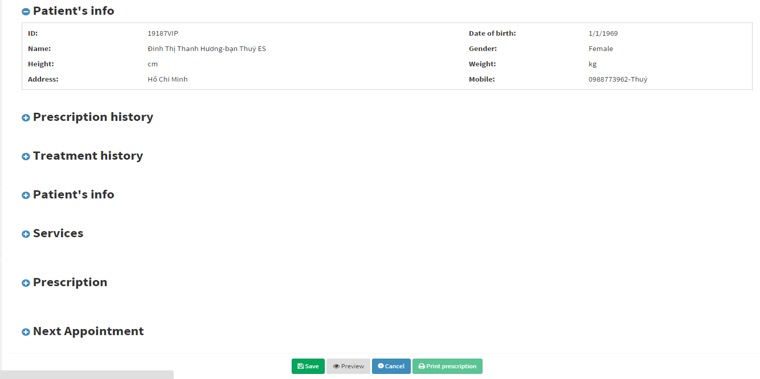 Patient's info
ID: 19187VIP Date of birth: 1/1/1969
Name: Đinh Thị Thanh Hương-bạn Thuý ES Gender: Female
Height: cm Weight: kg
Address: Hồ Chí Minh Mobile: 0988773962-Thuý
Prescription history
Treatment history
Patient's info
Services
Prescription
Next Appointment
Save Preview Cancel Print prescription